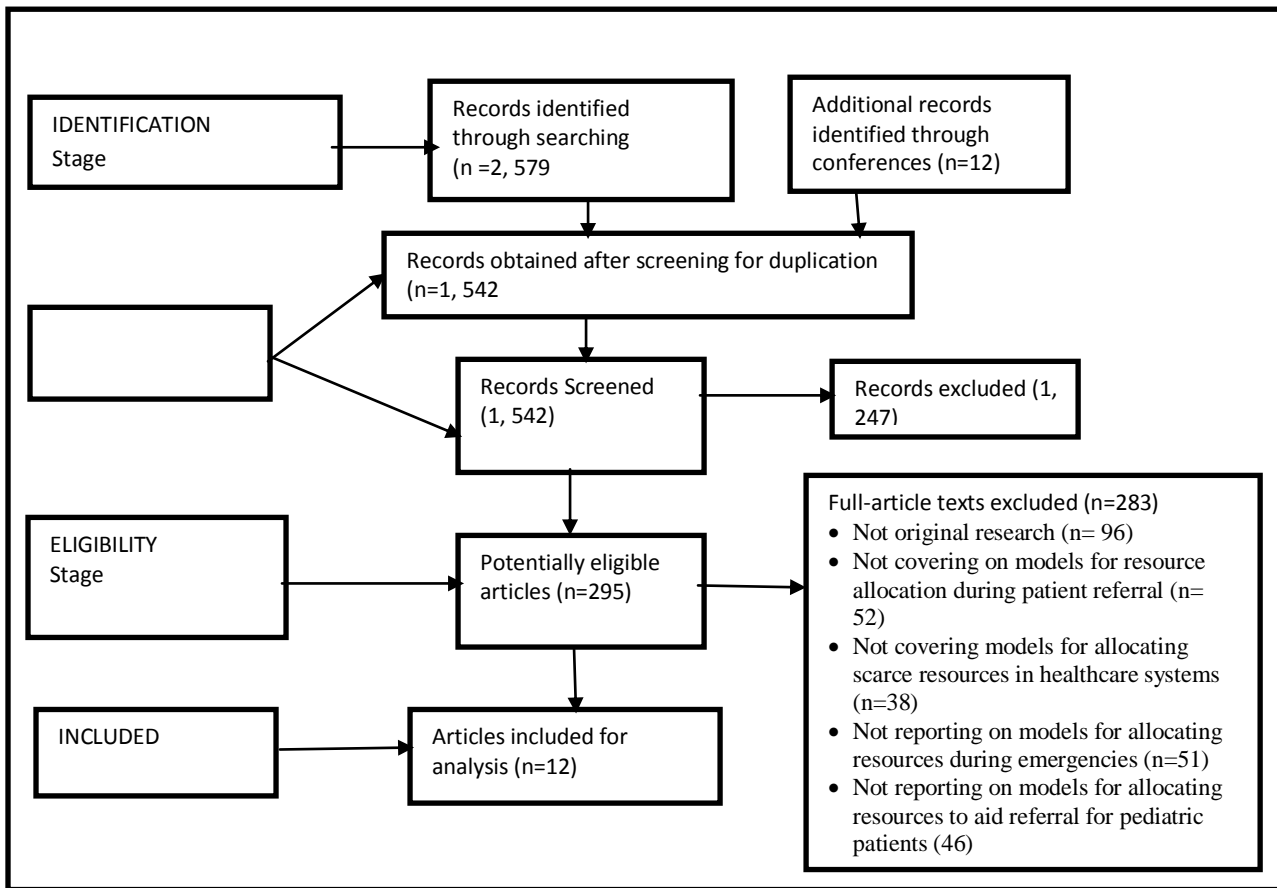 IDENTIFICATION
Stage
Records identified
through searching
(n =2, 579
Additional records
identified through
conferences (n=12)
Records obtained after screening for duplication
(n=1, 542
Records Screened
(1, 542)
Records excluded (1,
247)
ELIGIBILITY
Stage
Potentially eligible
articles (n=295)
Full-article texts excluded (n=283)
• Not original research (n= 96)
• Not covering on models for resource
allocation during patient referral (n=
52)
• Not covering models for allocating
scarce resources in healthcare systems
(n=38)
• Not reporting on models for allocating
resources during emergencies (n=51)
• Not reporting on models for allocating
resources to aid referral for pediatric
patients (46)
INCLUDED
Articles included for
analysis (n=12)